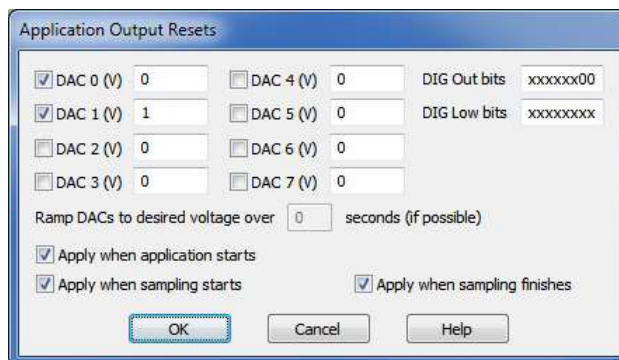 Application Output Resets
DAC 0 (V) 0 DAC 4 (V) 0 DIG Out bits xxxxxx00
DAC 1 (V) 1 DAC 5 (V) 0 DIG Low bits xxxxxxxx
DAC 2 (V) 0 DAC 6 (V) 0
DAC 3 (V) 0 DAC 7 (V) 0
Ramp DACs to desired voltage over 0 seconds (if possible)
Apply when application starts
Apply when sampling starts Apply when sampling finishes
OK Cancel Help